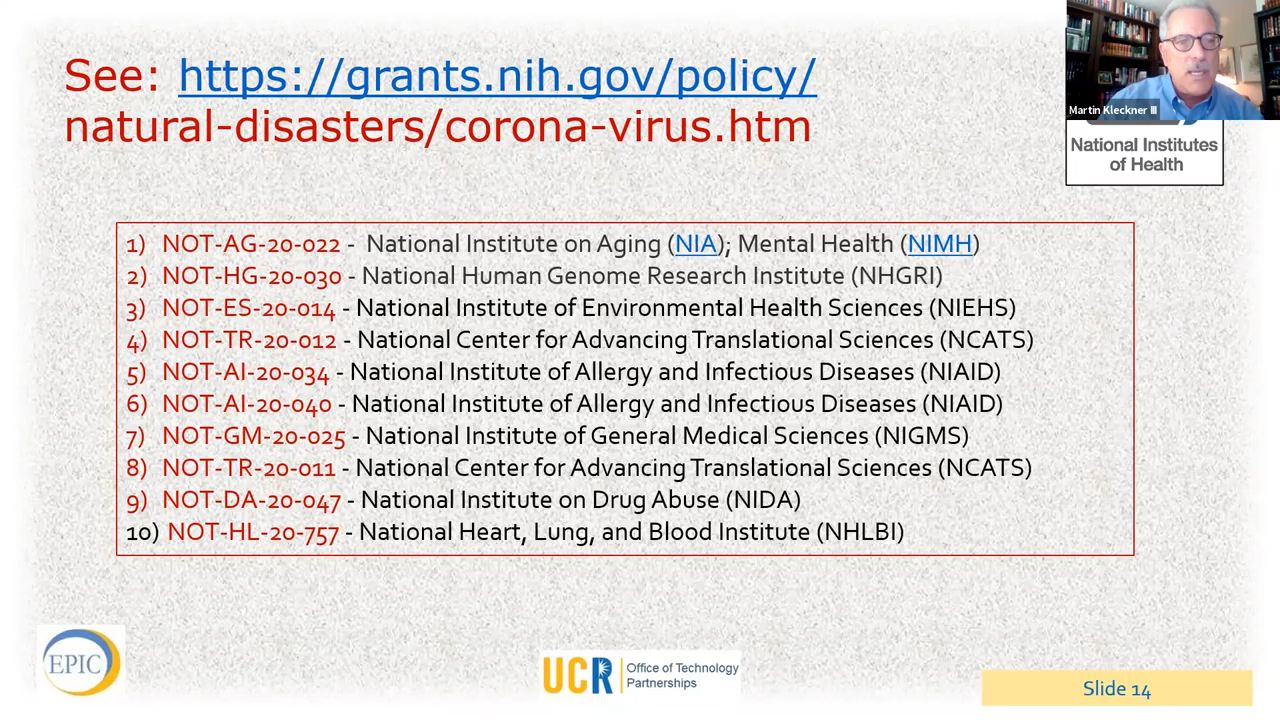 See: https://grants.nih.gov/policy/
natural-disasters/corona-virus.htm
Martin Kleckner III
National Institutes
of Health
1) NOT-AG-20-022 - National Institute on Aging (NIA); Mental Health (NIMH)
2) NOT-HG-20-030 - National Human Genome Research Institute (NHGRI)
3) NOT-ES-20-014 - National Institute of Environmental Health Sciences (NIEHS)
4) NOT-TR-20-012 - National Center for Advancing Translational Sciences (NCATS)
5) NOT-AI-20-034 - National Institute of Allergy and Infectious Diseases (NIAID)
6) NOT-AI-20-040 - National Institute of Allergy and Infectious Diseases (NIAID)
7) NOT-GM-20-025 - National Institute of General Medical Sciences (NIGMS)
8) NOT-TR-20-011 - National Center for Advancing Translational Sciences (NCATS)
9) NOT-DA-20-047 - National Institute on Drug Abuse (NIDA)
10) NOT-HL-20-757 - National Heart, Lung, and Blood Institute (NHLBI)
EPIC
UCR
Office of Technology
Partnerships
Slide 14